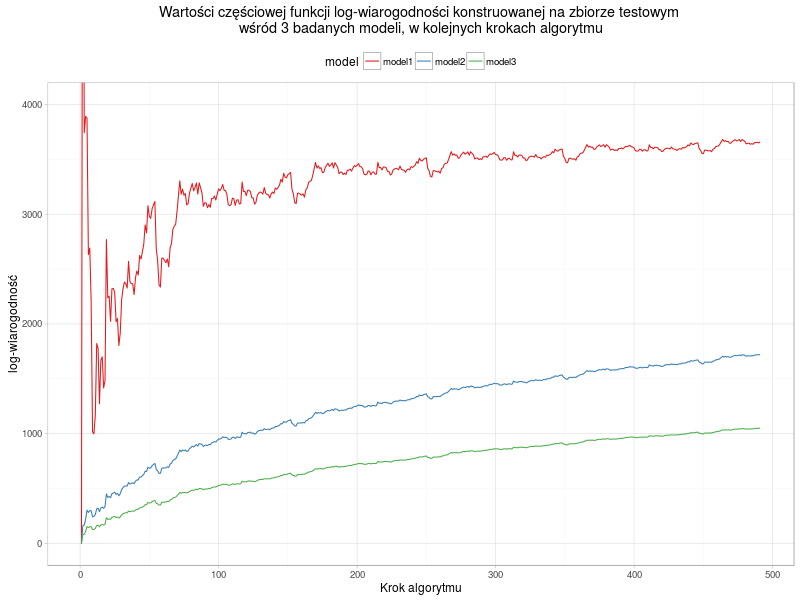 Wartości częściowej funkcji log-wiarogodności konstruowanej na zbiorze testowym
wśród 3 badanych modeli, w kolejnych krokach algorytmu
model model1 model2 model3
4000
3000
2000
1000
0
log-wiarogodność
0 100 200 300 400 500
Krok algorytmu